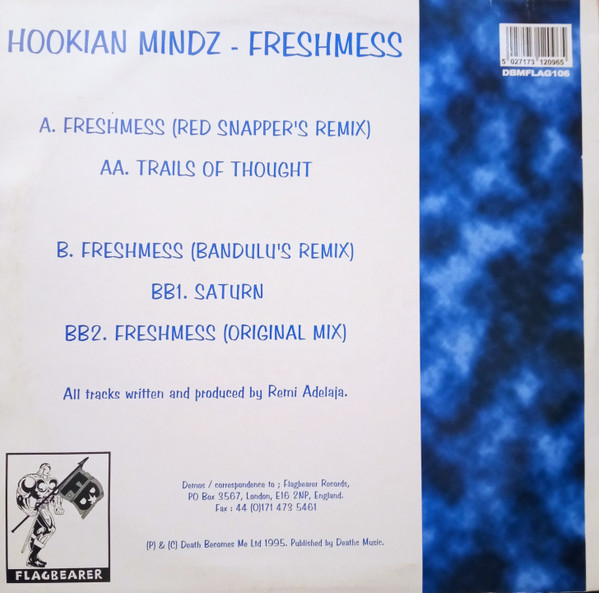 HOOKIAN MINDZ - FRESHMESS
5 027173 120965
DBMFLAG106
A. FRESHMESS (RED SNAPPER'S REMIX)
AA. TRAILS OF THOUGHT
B. FRESHMESS (BANDULU'S REMIX)
BB1. SATURN
BB2. FRESHMESS (ORIGINAL MIX)
All tracks written and produced by Remi Adelaja.
Demos / correspondence to ; Flagbearer Records,
PO Box 3567, London, E16 2NP, England.
Fax : 44 (0)171 473 5461
(P) & (C) Death Becomes Me Ltd 1995. Published by Deaths Music.
FLAGBEARER